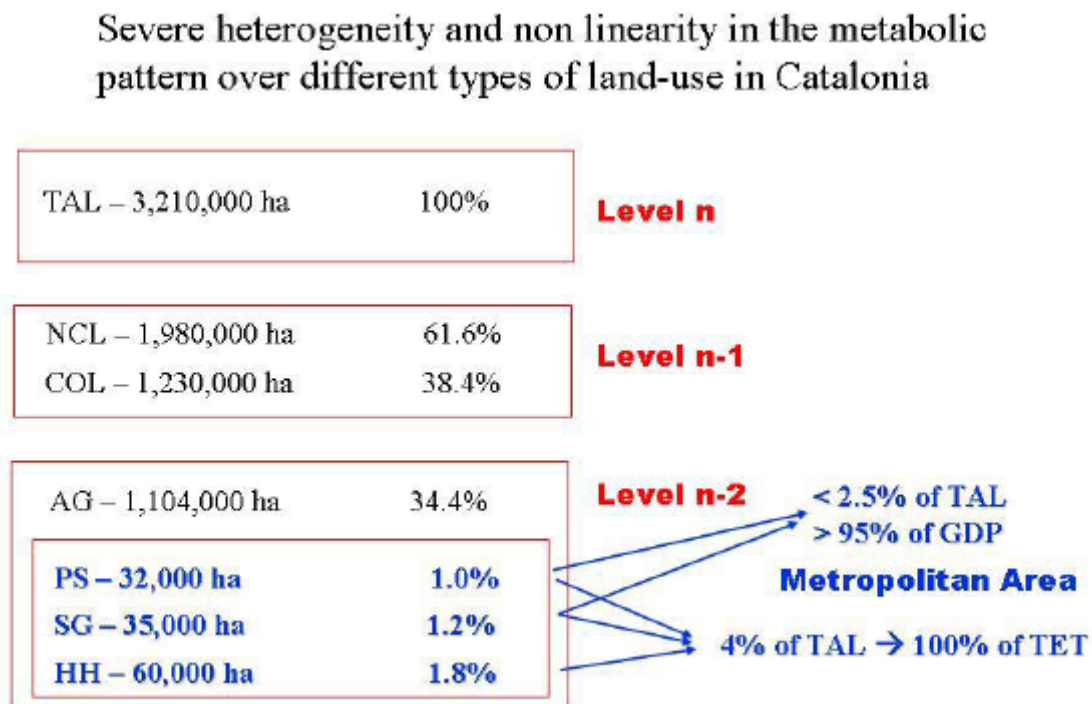 Severe heterogeneity and non linearity in the metabolic
pattern over different types of land-use in Catalonia
TAL – 3,210,000 ha 100%
Level n
NCL – 1,980,000 ha 61.6%
COL – 1,230,000 ha 38.4%
Level n-1
AG – 1,104,000 ha 34.4%
Level n-2
< 2.5% of TAL
> 95% of GDP
PS – 32,000 ha 1.0%
Metropolitan Area
SG – 35,000 ha 1.2%
4% of TAL → 100% of TET
HH – 60,000 ha 1.8%